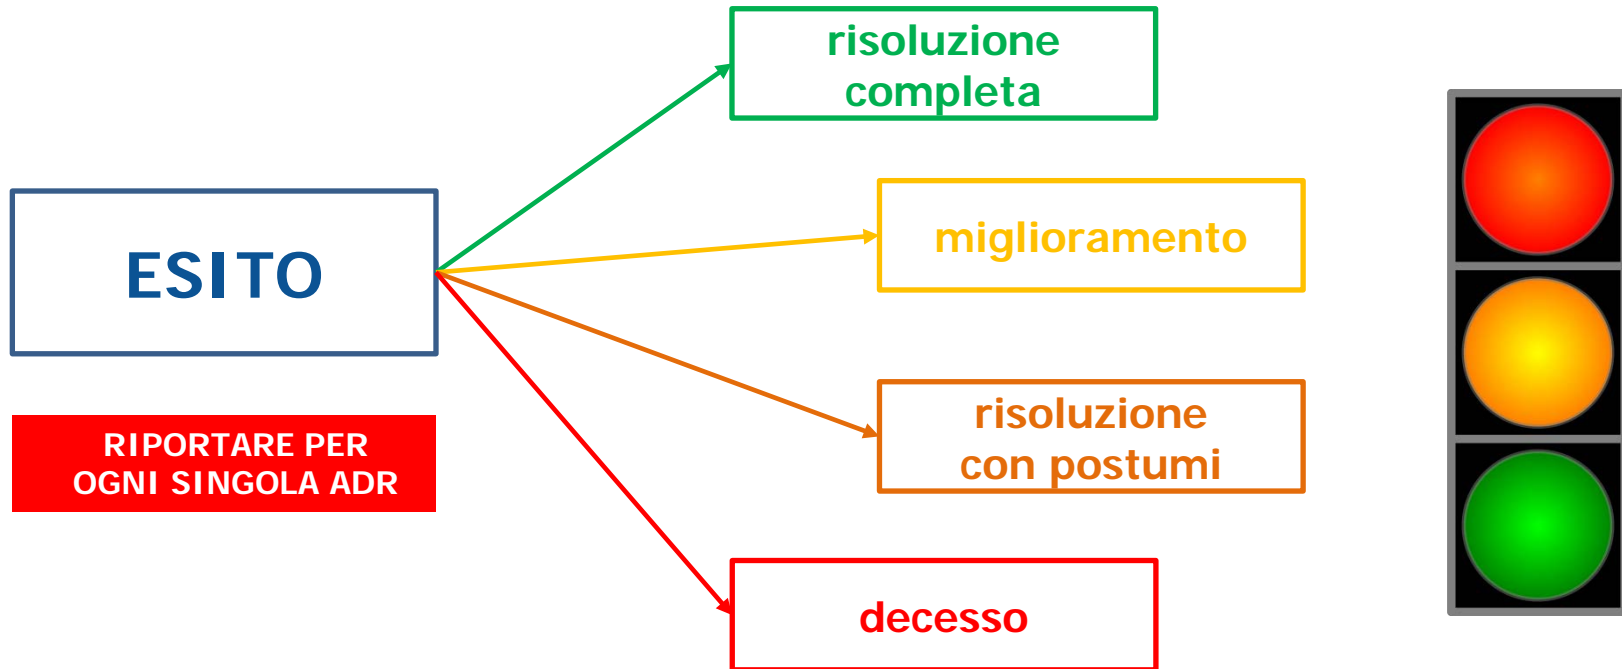 risoluzione
completa
ESITO
miglioramento
RIPORTARE PER
OGNI SINGOLA ADR
risoluzione
con postumi
decesso